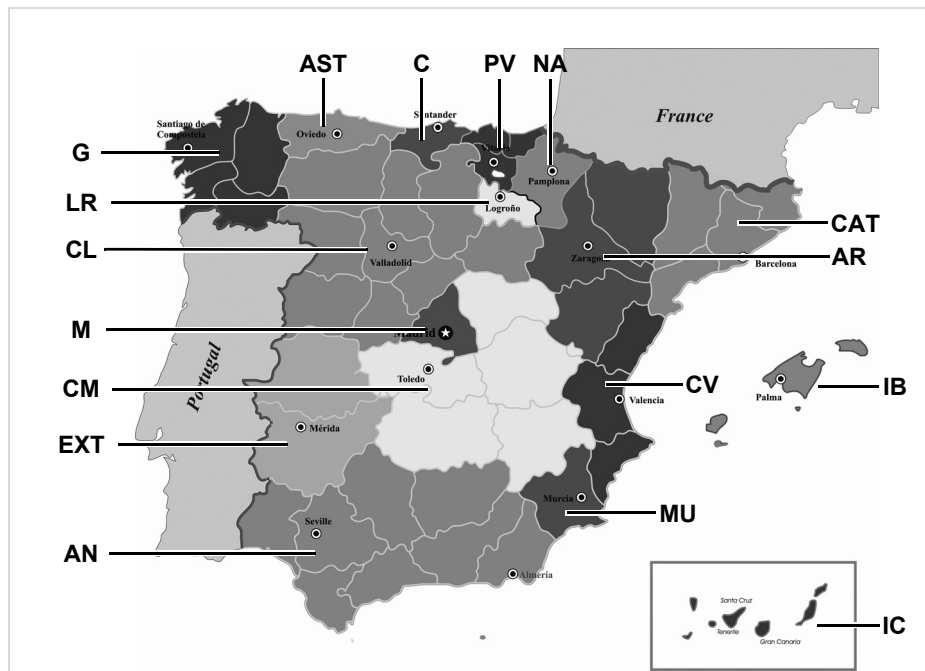 AST C PV NA
France
Santander
Santiago de
Compostela
Oviedo
Vitoria
G
Pamplona
LR
Logroño
CAT
CL
Valladolid
Zaragoza
AR
Barcelona
M
Madrid
Portugal
Toledo
CM
CV
Palma
IB
Valencia
EXT
Mérida
Murcia
MU
Seville
AN
Almería
Santa Cruz
Tenerife
Gran Canaria
IC